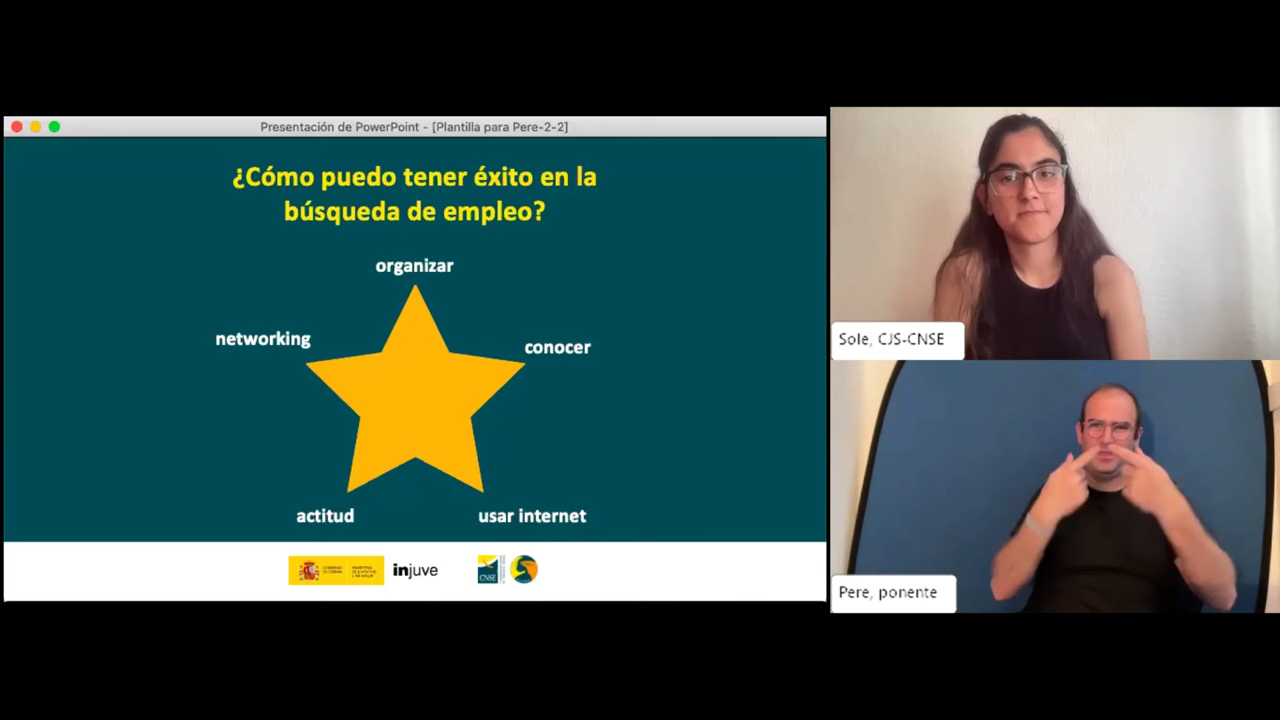 Presentación de PowerPoint - [Plantilla para Pere-2-2]
¿Cómo puedo tener éxito en la
búsqueda de empleo?
organizar
networking
conocer
actitud
usar internet
injuve
CNSE
Sole, CJS-CNSE
Pere, ponente